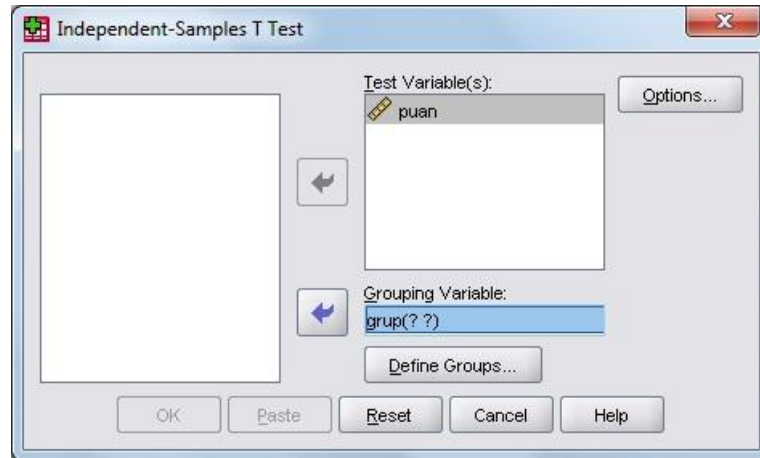 Independent-Samples T Test
Test Variable(s):
puan
Options...
Grouping Variable:
grup(? ?)
Define Groups...
OK
Paste
Reset
Cancel
Help